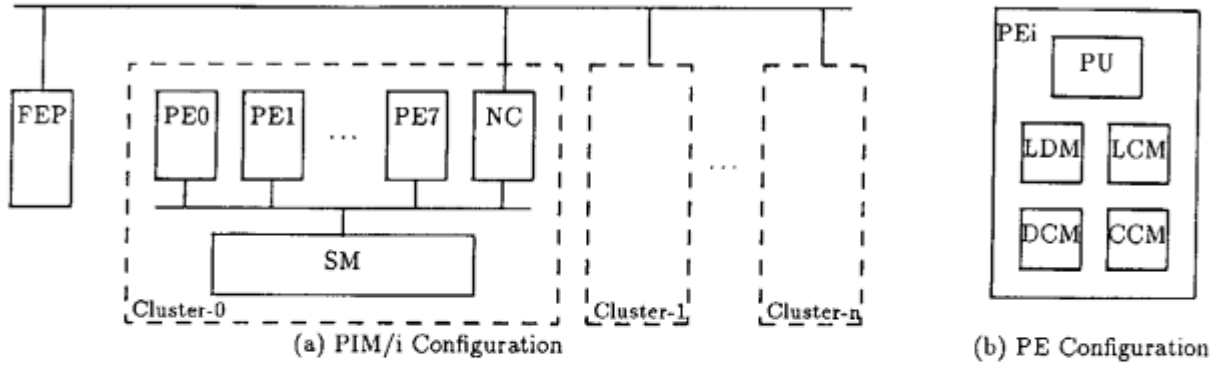 FEP
PE0 PE1 ... PE7 NC
SM
Cluster-0
Cluster-1
...
Cluster-n
(a) PIM/i Configuration
PEi
PU
LDM LCM
DCM CCM
(b) PE Configuration